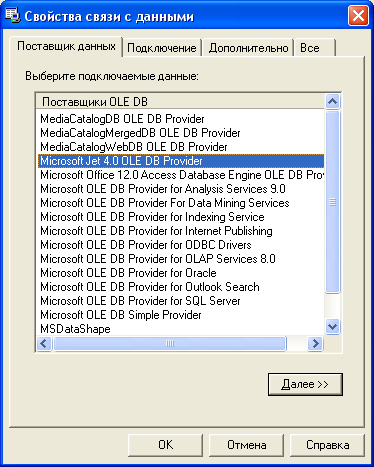 Свойства связи с данными
Поставщик данных Подключение Дополнительно Все
Выберите подключаемые данные:
Поставщики OLE DB
MediaCatalogDB OLE DB Provider
MediaCatalogMergedDB OLE DB Provider
MediaCatalogWebDB OLE DB Provider
Microsoft Jet 4.0 OLE DB Provider
Microsoft Office 12.0 Access Database Engine OLE DB Pro
Microsoft OLE DB Provider for Analysis Services 9.0
Microsoft OLE DB Provider For Data Mining Services
Microsoft OLE DB Provider for Indexing Service
Microsoft OLE DB Provider for Internet Publishing
Microsoft OLE DB Provider for ODBC Drivers
Microsoft OLE DB Provider for OLAP Services 8.0
Microsoft OLE DB Provider for Oracle
Microsoft OLE DB Provider for Outlook Search
Microsoft OLE DB Provider for SQL Server
Microsoft OLE DB Simple Provider
MSDataShape
Далее >>
OK Отмена Справка